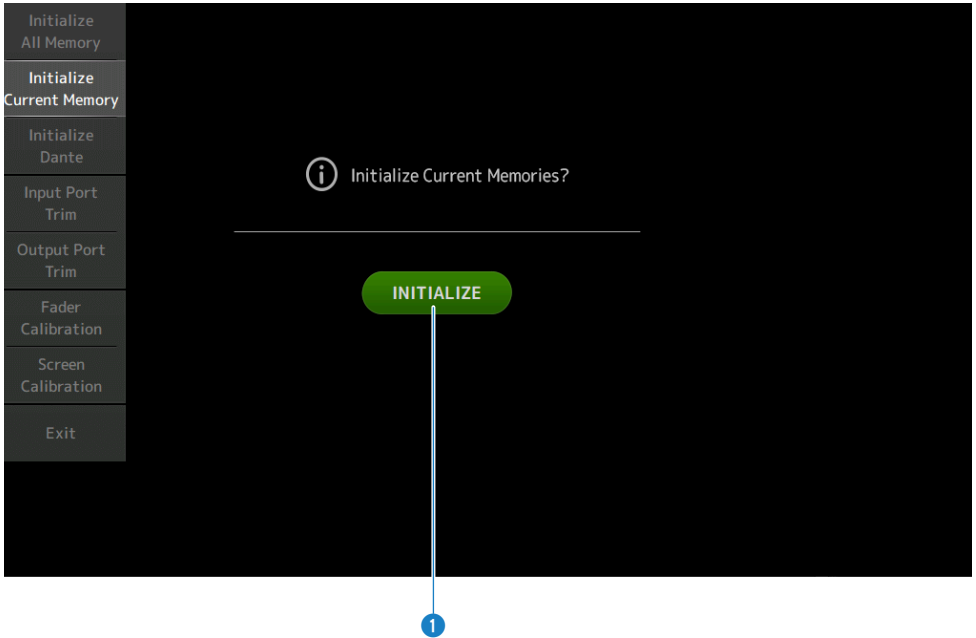 Initialize
All Memory
Initialize
Current Memory
Initialize
Dante
Input Port
Trim
Output Port
Trim
Fader
Calibration
Screen
Calibration
Exit
Initialize Current Memories?
INITIALIZE
1